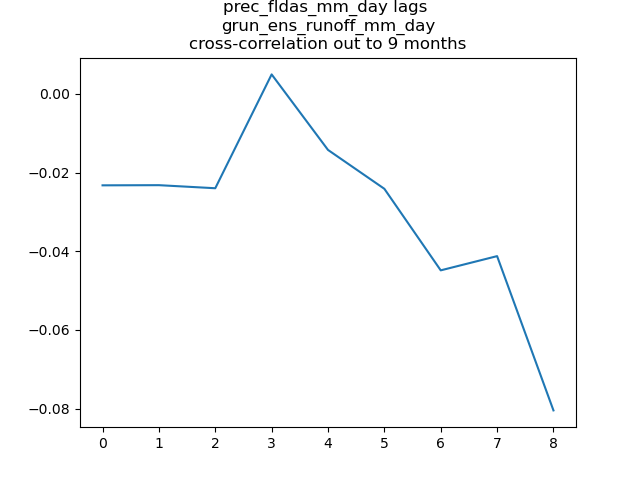 prec_fldas_mm_day lags
grun_ens_runoff_mm_day
cross-correlation out to 9 months
0.00
−0.02
−0.04
−0.06
−0.08
0 1 2 3 4 5 6 7 8